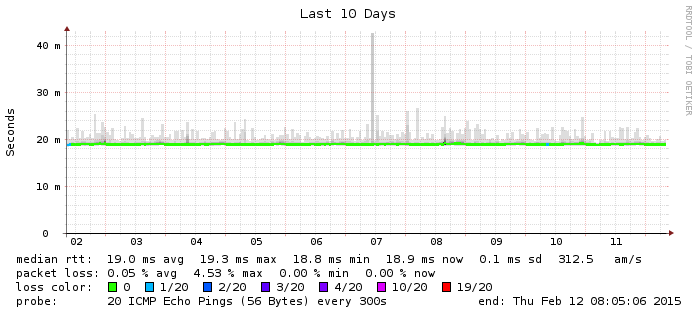 Last 10 Days
RRDTOOL / TOBI OETIKER
Seconds
40 m
30 m
20 m
10 m
0
02 03 04 05 06 07 08 09 10 11
median rtt: 19.0 ms avg 19.3 ms max 18.8 ms min 18.9 ms now 0.1 ms sd 312.5 am/s
packet loss: 0.05 % avg 4.53 % max 0.00 % min 0.00 % now
loss color: 0 1/20 2/20 3/20 4/20 10/20 19/20
probe: 20 ICMP Echo Pings (56 Bytes) every 300s end: Thu Feb 12 08:05:06 2015